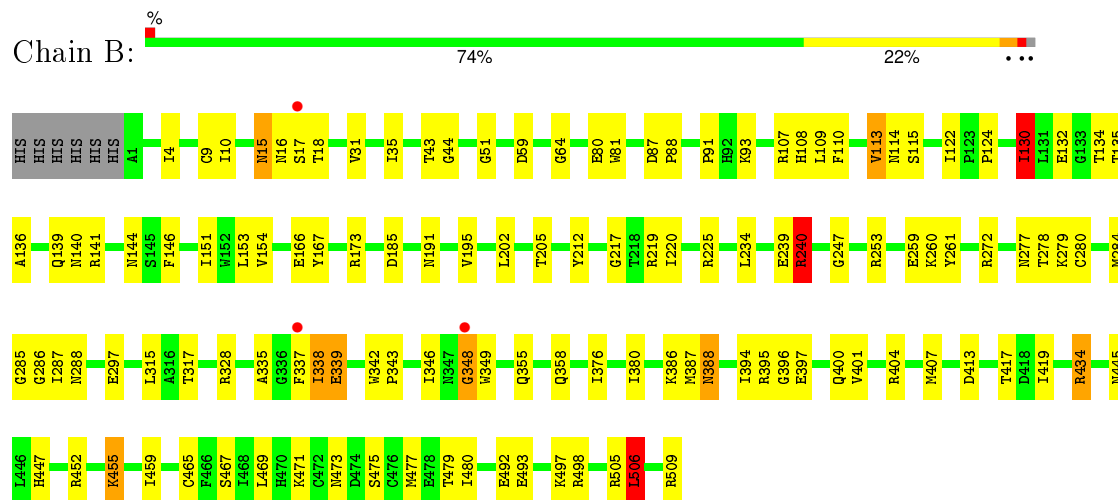 %
Chain B:
74% 22% • ••
HIS HIS HIS HIS HIS HIS A1 I4 C9 I10 N15 N16 S17 T18 V31 I35 T43 G44 G51 D59 G64 E80 W81 D87 P88 P91 H92 K93 R107 H108 L109 F110 V113 N114 S115 I122 P123 P124 I130 L131 E132 G133 T134 T135
A136 Q139 N140 R141 N144 S145 F146 I151 W152 L153 V154 E166 Y167 R173 D185 N191 V195 L202 T205 Y212 G217 T218 R219 I220 R225 L234 E239 R240 G247 R253 E259 K260 Y261 R272 N277 T278 K279 C280 M284
G285 G286 I287 N288 E297 L315 A316 T317 R328 A335 G336 F337 I338 E339 W342 P343 I346 N347 G348 W349 Q355 Q358 I376 I380 K386 M387 N388 I394 R395 G396 E397 Q400 V401 R404 M407 D413 T417 D418 I419 R434 N445
L446 H447 R452 K455 I459 C465 F466 S467 I468 L469 H470 K471 C472 N473 D474 S475 C476 M477 E478 T479 I480 E492 E493 K497 R498 R505 L506 R509